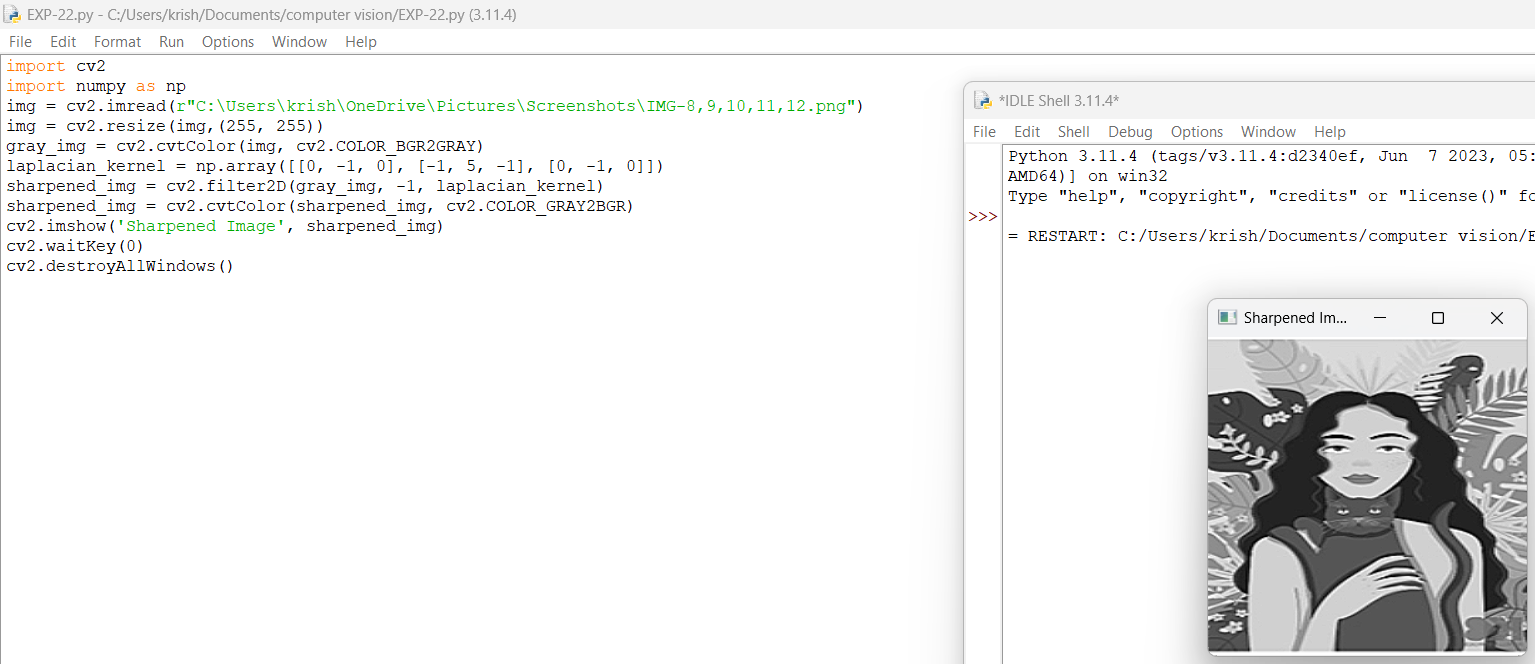 EXP-22.py - C:/Users/krish/Documents/computer vision/EXP-22.py (3.11.4)
File Edit Format Run Options Window Help
import cv2
import numpy as np
img = cv2.imread(r"C:\Users\krish\OneDrive\Pictures\Screenshots\IMG-8,9,10,11,12.png")
img = cv2.resize(img,(255, 255))
gray_img = cv2.cvtColor(img, cv2.COLOR_BGR2GRAY)
laplacian_kernel = np.array([[0, -1, 0], [-1, 5, -1], [0, -1, 0]])
sharpened_img = cv2.filter2D(gray_img, -1, laplacian_kernel)
sharpened_img = cv2.cvtColor(sharpened_img, cv2.COLOR_GRAY2BGR)
cv2.imshow('Sharpened Image', sharpened_img)
cv2.waitKey(0)
cv2.destroyAllWindows()
*IDLE Shell 3.11.4*
File Edit Shell Debug Options Window Help
Python 3.11.4 (tags/v3.11.4:d2340ef, Jun  7 2023, 05:
AMD64)] on win32
Type "help", "copyright", "credits" or "license()" fo
>>>
= RESTART: C:/Users/krish/Documents/computer vision/E
Sharpened Im...